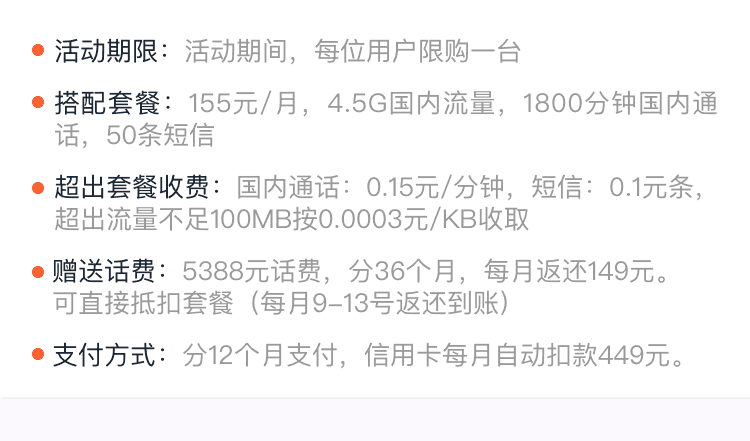 活动期限：活动期间，每位用户限购一台
搭配套餐：155元/月，4.5G国内流量，1800分钟国内通
话，50条短信
超出套餐收费：国内通话：0.15元/分钟，短信：0.1元条，
超出流量不足100MB按0.0003元/KB收取
赠送话费：5388元话费，分36个月，每月返还149元。
可直接抵扣套餐（每月9-13号返还到账）
支付方式：分12个月支付，信用卡每月自动扣款449元。